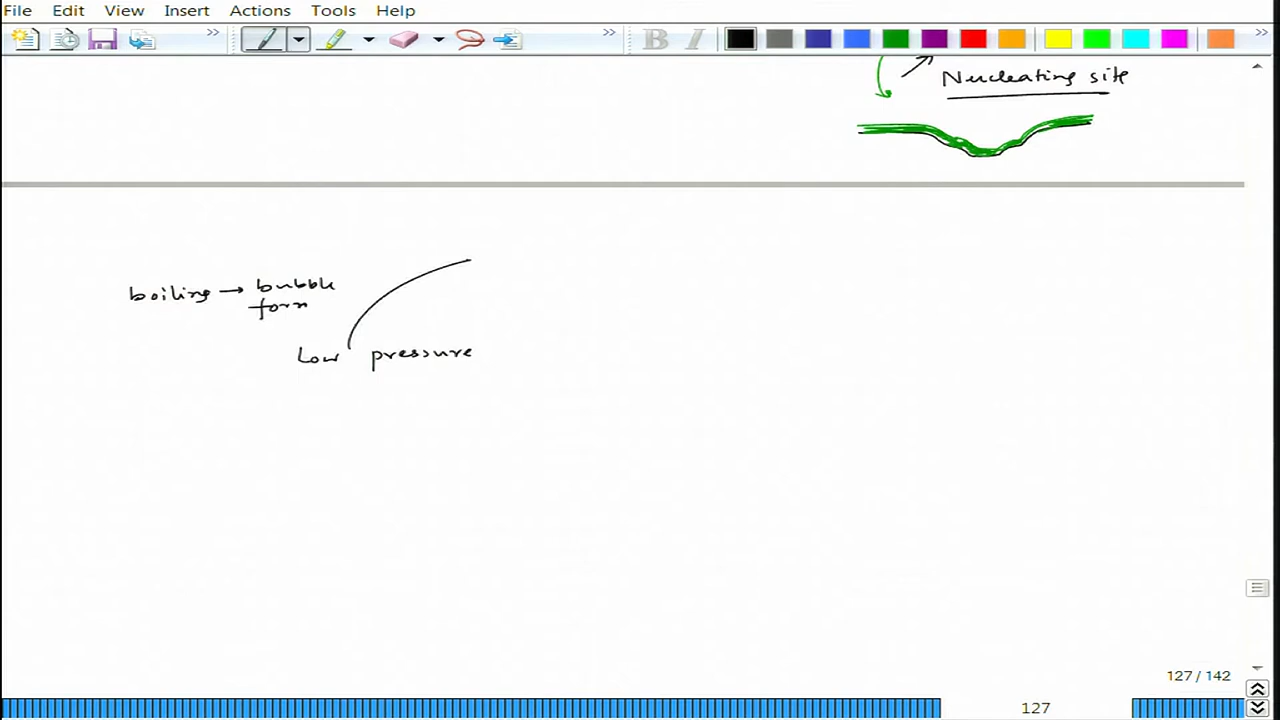 File Edit View Insert Actions Tools Help
B I
Nucleating site
boiling → bubble
form
Low pressure
127 / 142
127